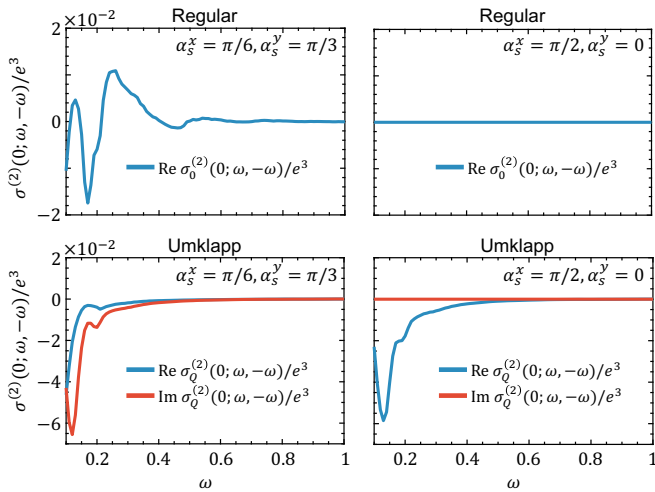 Regular
×10⁻²
α_s^x = π/6, α_s^y = π/3
2
1
0
−1
−2
σ^(2)(0; ω, −ω)/e³
Re σ_0^(2)(0; ω, −ω)/e³
Regular
α_s^x = π/2, α_s^y = 0
Re σ_0^(2)(0; ω, −ω)/e³
Umklapp
×10⁻²
α_s^x = π/6, α_s^y = π/3
2
0
−2
−4
−6
σ^(2)(0; ω, −ω)/e³
Re σ_Q^(2)(0; ω, −ω)/e³
Im σ_Q^(2)(0; ω, −ω)/e³
0.2 0.4 0.6 0.8 1
ω
Umklapp
α_s^x = π/2, α_s^y = 0
Re σ_Q^(2)(0; ω, −ω)/e³
Im σ_Q^(2)(0; ω, −ω)/e³
0.2 0.4 0.6 0.8 1
ω